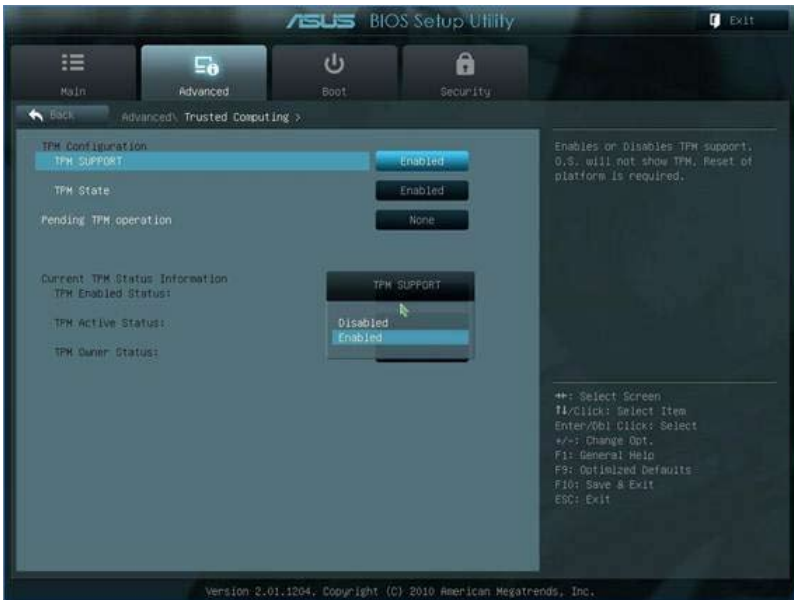 ASUS BIOS Setup Utility
Exit
Main
Advanced
Boot
Security
Back
Advanced\ Trusted Computing >
TPM Configuration
TPM SUPPORT
Enabled
TPM State
Enabled
Pending TPM operation
None
Current TPM Status Information
TPM Enabled Status:
TPM Active Status:
TPM Owner Status:
TPM SUPPORT
Disabled
Enabled
Enables or Disables TPM support.
O.S. will not show TPM. Reset of
platform is required.
→←: Select Screen
↑↓/Click: Select Item
Enter/Dbl Click: Select
+/-: Change Opt.
F1: General Help
F9: Optimized Defaults
F10: Save & Exit
ESC: Exit
Version 2.01.1204. Copyright (C) 2010 American Megatrends, Inc.